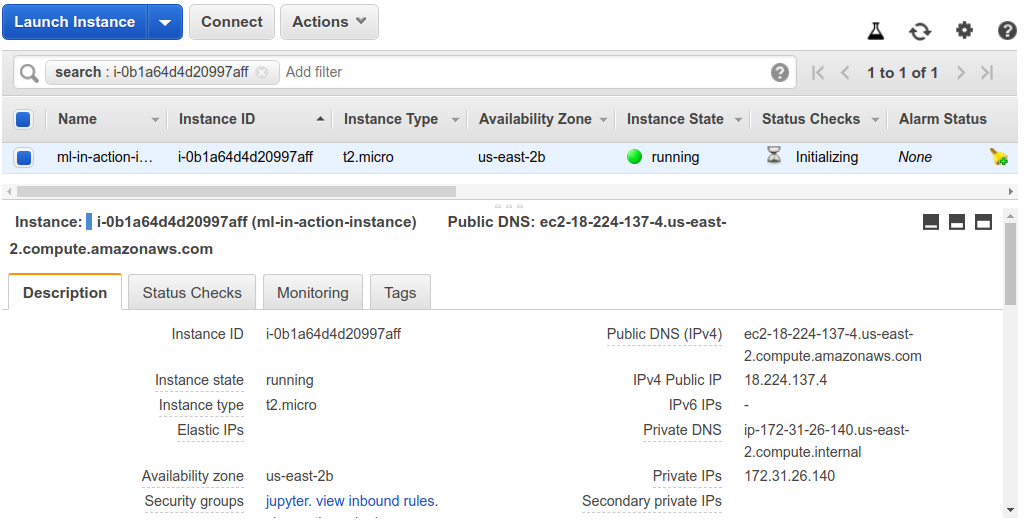 Launch Instance Connect Actions
search : i-0b1a64d4d20997aff Add filter 1 to 1 of 1
Name Instance ID Instance Type Availability Zone Instance State Status Checks Alarm Status
ml-in-action-i... i-0b1a64d4d20997aff t2.micro us-east-2b running Initializing None
Instance: i-0b1a64d4d20997aff (ml-in-action-instance) Public DNS: ec2-18-224-137-4.us-east-
2.compute.amazonaws.com
Description Status Checks Monitoring Tags
Instance ID i-0b1a64d4d20997aff Public DNS (IPv4) ec2-18-224-137-4.us-east-
2.compute.amazonaws.com
Instance state running IPv4 Public IP 18.224.137.4
Instance type t2.micro IPv6 IPs -
Elastic IPs Private DNS ip-172-31-26-140.us-east-
2.compute.internal
Availability zone us-east-2b Private IPs 172.31.26.140
Security groups jupyter. view inbound rules. Secondary private IPs